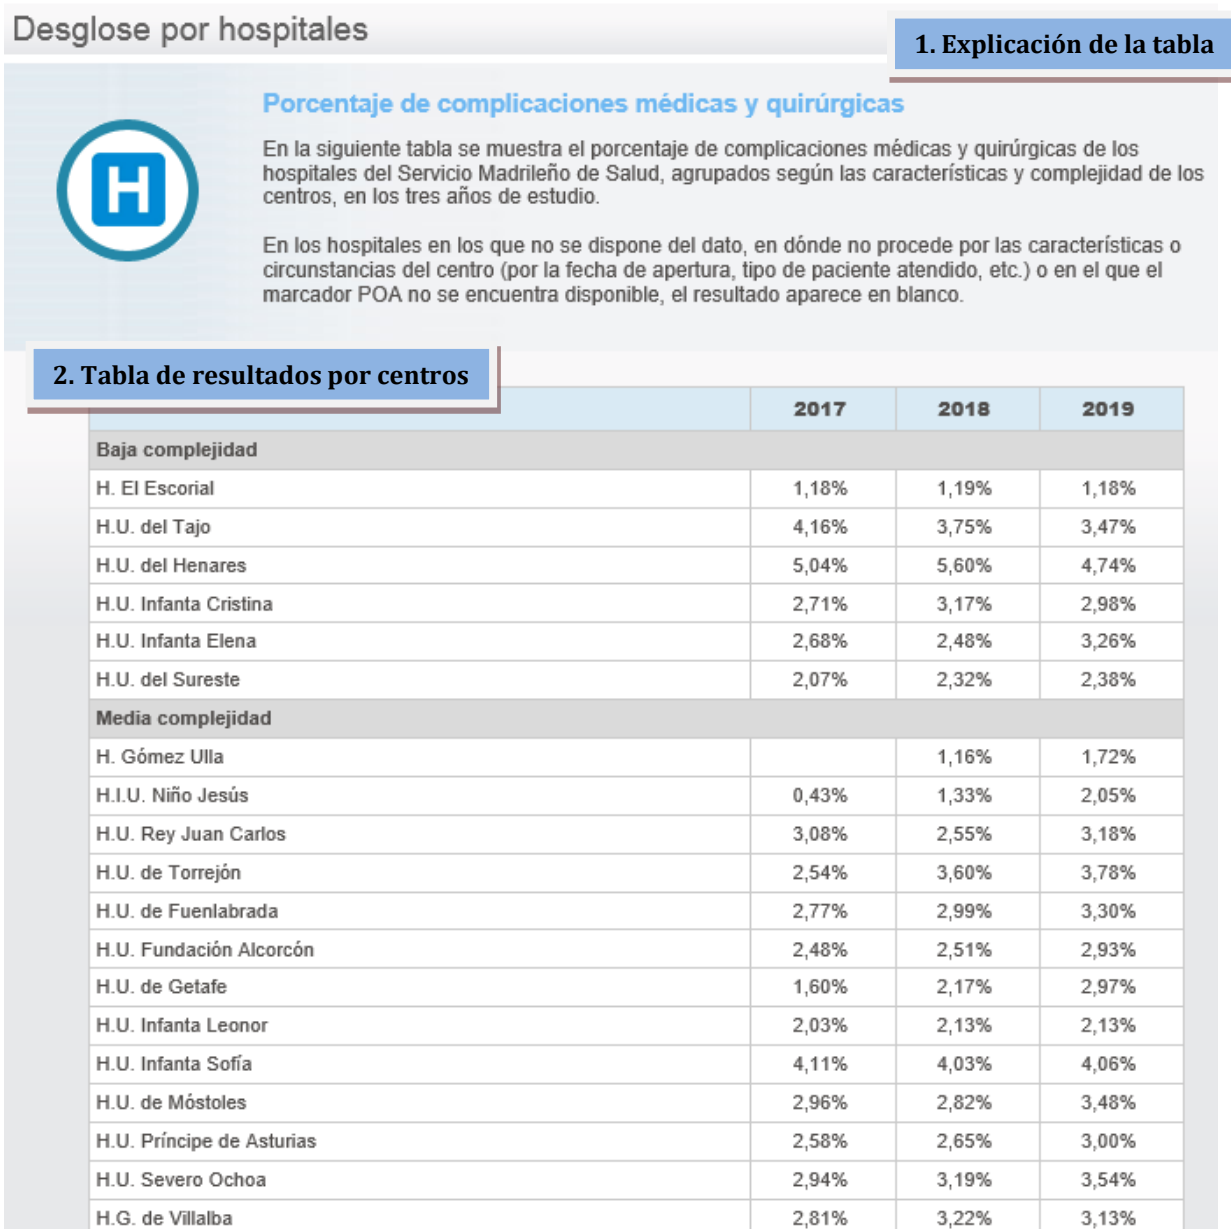 Desglose por hospitales
1. Explicación de la tabla
H
Porcentaje de complicaciones médicas y quirúrgicas
En la siguiente tabla se muestra el porcentaje de complicaciones médicas y quirúrgicas de los
hospitales del Servicio Madrileño de Salud, agrupados según las características y complejidad de los
centros, en los tres años de estudio.
En los hospitales en los que no se dispone del dato, en dónde no procede por las características o
circunstancias del centro (por la fecha de apertura, tipo de paciente atendido, etc.) o en el que el
marcador POA no se encuentra disponible, el resultado aparece en blanco.
2. Tabla de resultados por centros
2017 2018 2019
Baja complejidad
H. El Escorial 1,18% 1,19% 1,18%
H.U. del Tajo 4,16% 3,75% 3,47%
H.U. del Henares 5,04% 5,60% 4,74%
H.U. Infanta Cristina 2,71% 3,17% 2,98%
H.U. Infanta Elena 2,68% 2,48% 3,26%
H.U. del Sureste 2,07% 2,32% 2,38%
Media complejidad
H. Gómez Ulla 1,16% 1,72%
H.I.U. Niño Jesús 0,43% 1,33% 2,05%
H.U. Rey Juan Carlos 3,08% 2,55% 3,18%
H.U. de Torrejón 2,54% 3,60% 3,78%
H.U. de Fuenlabrada 2,77% 2,99% 3,30%
H.U. Fundación Alcorcón 2,48% 2,51% 2,93%
H.U. de Getafe 1,60% 2,17% 2,97%
H.U. Infanta Leonor 2,03% 2,13% 2,13%
H.U. Infanta Sofía 4,11% 4,03% 4,06%
H.U. de Móstoles 2,96% 2,82% 3,48%
H.U. Príncipe de Asturias 2,58% 2,65% 3,00%
H.U. Severo Ochoa 2,94% 3,19% 3,54%
H.G. de Villalba 2,81% 3,22% 3,13%